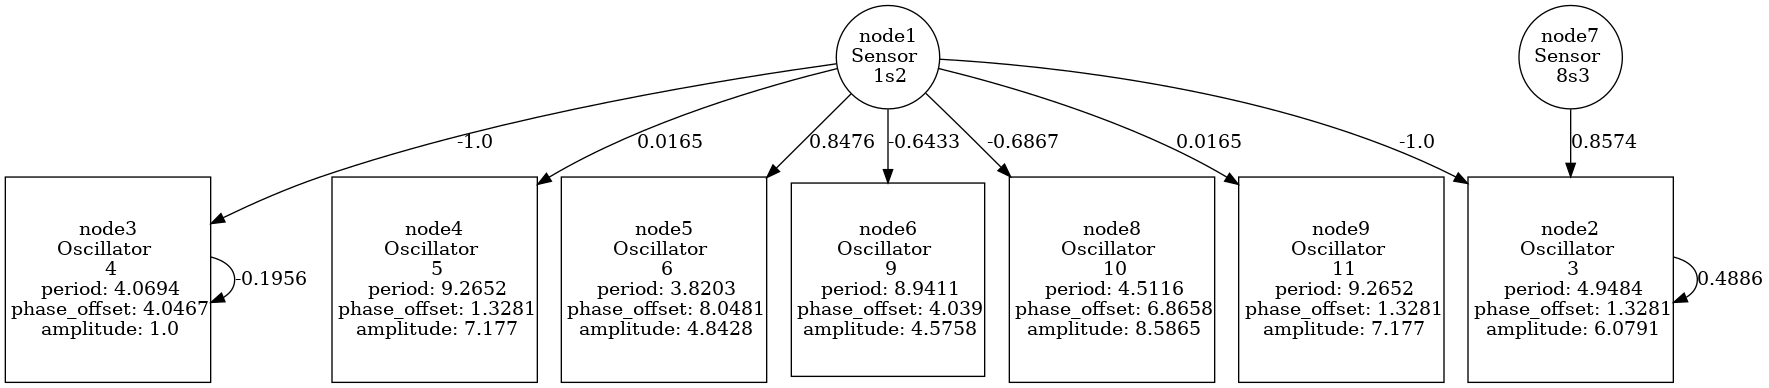 node1
Sensor
1s2
node7
Sensor
8s3
-1.0
0.0165
0.8476
-0.6433
-0.6867
0.0165
-1.0
0.8574
node3
Oscillator
4
period: 4.0694
phase_offset: 4.0467
amplitude: 1.0
-0.1956
node4
Oscillator
5
period: 9.2652
phase_offset: 1.3281
amplitude: 7.177
node5
Oscillator
6
period: 3.8203
phase_offset: 8.0481
amplitude: 4.8428
node6
Oscillator
9
period: 8.9411
phase_offset: 4.039
amplitude: 4.5758
node8
Oscillator
10
period: 4.5116
phase_offset: 6.8658
amplitude: 8.5865
node9
Oscillator
11
period: 9.2652
phase_offset: 1.3281
amplitude: 7.177
node2
Oscillator
3
period: 4.9484
phase_offset: 1.3281
amplitude: 6.0791
0.4886